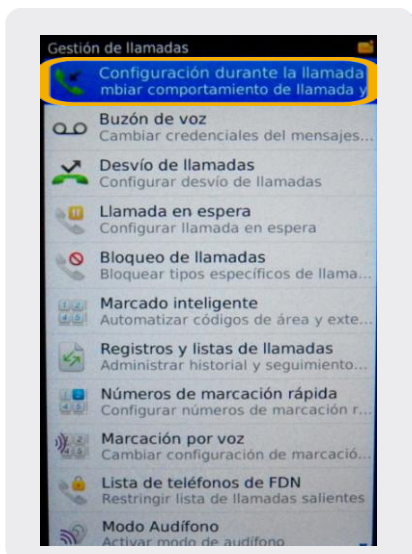 Gestión de llamadas
Configuración durante la llamada
mbiar comportamiento de llamada y
Buzón de voz
Cambiar credenciales del mensajes...
Desvío de llamadas
Configurar desvío de llamadas
Llamada en espera
Configurar llamada en espera
Bloqueo de llamadas
Bloquear tipos específicos de llama...
Marcado inteligente
Automatizar códigos de área y exte...
Registros y listas de llamadas
Administrar historial y seguimiento...
Números de marcación rápida
Configurar números de marcación r...
Marcación por voz
Cambiar configuración de marcació...
Lista de teléfonos de FDN
Restringir lista de llamadas salientes
Modo Audífono
Activar modo de audífono